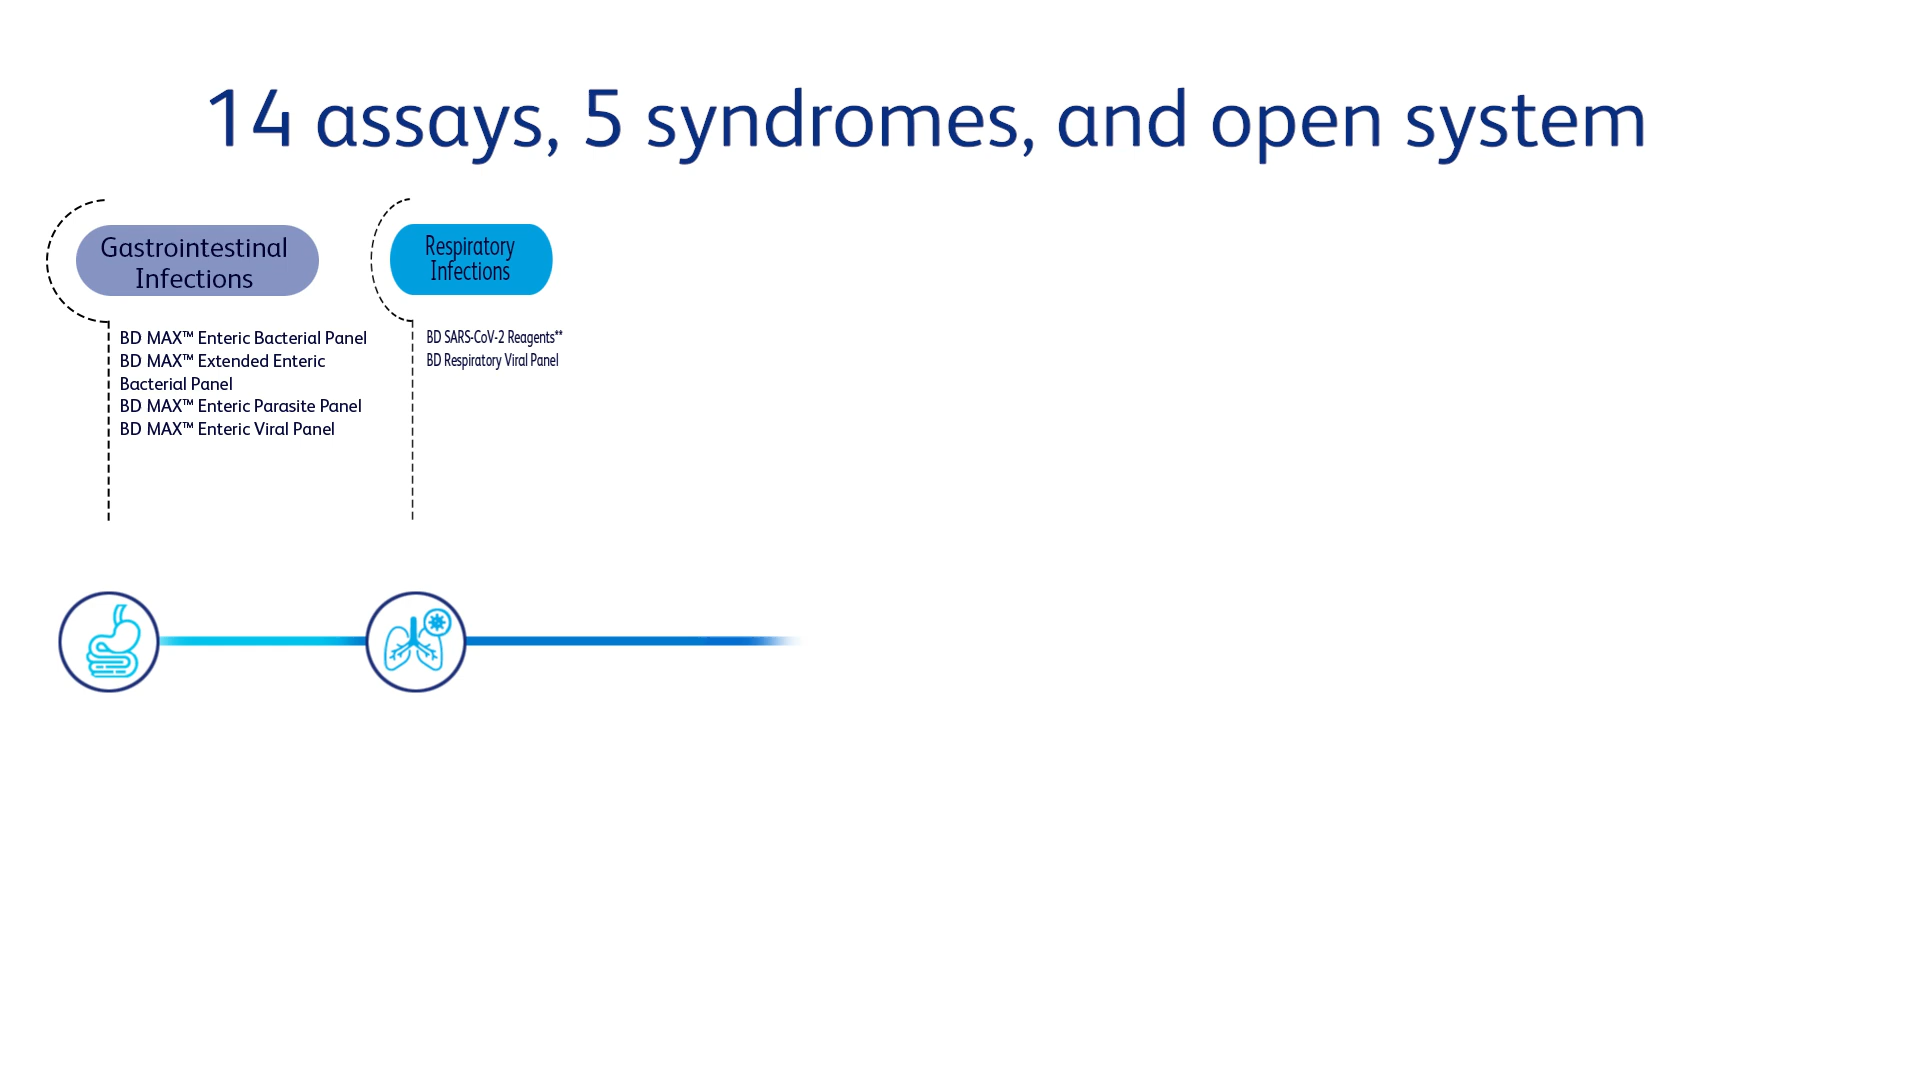 14 assays, 5 syndromes, and open system
Gastrointestinal
Infections
BD MAX™ Enteric Bacterial Panel
BD MAX™ Extended Enteric
Bacterial Panel
BD MAX™ Enteric Parasite Panel
BD MAX™ Enteric Viral Panel
Respiratory
Infections
BD SARS-CoV-2 Reagents**
BD Respiratory Viral Panel